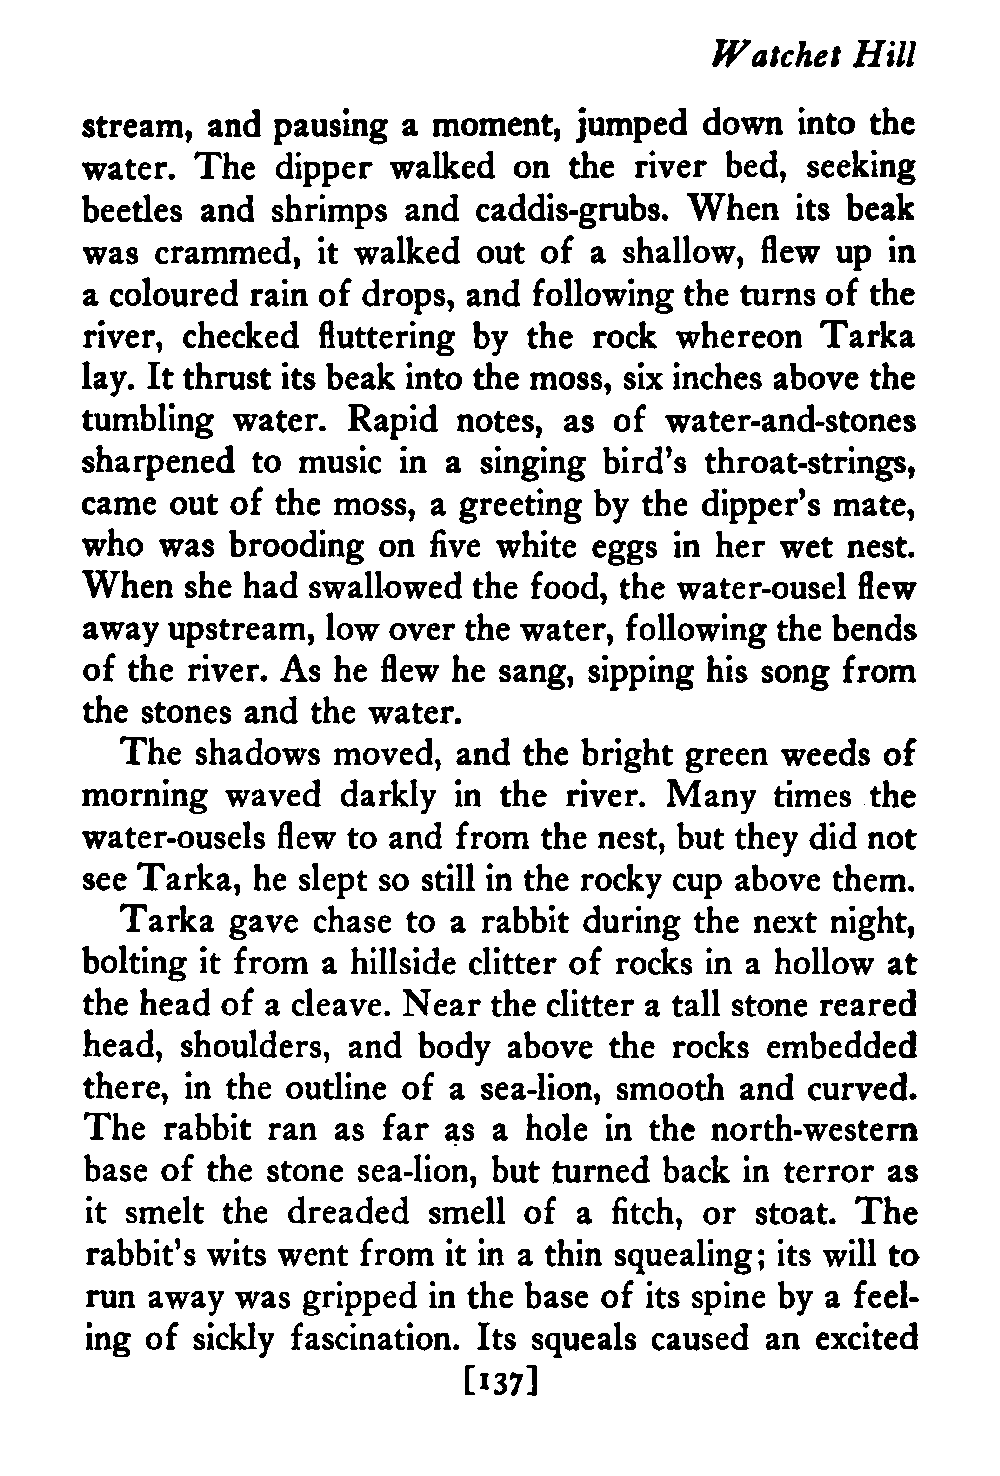 Watchet Hill
stream, and pausing a moment, jumped down into the
water. The dipper walked on the river bed, seeking
beetles and shrimps and caddis-grubs. When its beak
was crammed, it walked out of a shallow, flew up in
a coloured rain of drops, and following the turns of the
river, checked fluttering by the rock whereon Tarka
lay. It thrust its beak into the moss, six inches above the
tumbling water. Rapid notes, as of water-and-stones
sharpened to music in a singing bird's throat-strings,
came out of the moss, a greeting by the dipper's mate,
who was brooding on five white eggs in her wet nest.
When she had swallowed the food, the water-ousel flew
away upstream, low over the water, following the bends
of the river. As he flew he sang, sipping his song from
the stones and the water.
The shadows moved, and the bright green weeds of
morning waved darkly in the river. Many times the
water-ousels flew to and from the nest, but they did not
see Tarka, he slept so still in the rocky cup above them.
Tarka gave chase to a rabbit during the next night,
bolting it from a hillside clitter of rocks in a hollow at
the head of a cleave. Near the clitter a tall stone reared
head, shoulders, and body above the rocks embedded
there, in the outline of a sea-lion, smooth and curved.
The rabbit ran as far as a hole in the north-western
base of the stone sea-lion, but turned back in terror as
it smelt the dreaded smell of a fitch, or stoat. The
rabbit's wits went from it in a thin squealing; its will to
run away was gripped in the base of its spine by a feel-
ing of sickly fascination. Its squeals caused an excited
[137]